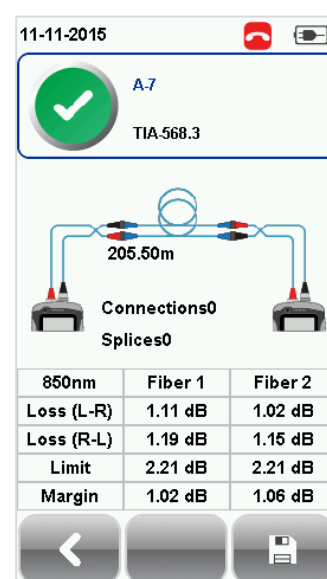 11-11-2015
A-7
TIA-568.3
205.50m
Connections0
Splices0
850nm Fiber 1 Fiber 2
Loss (L-R) 1.11 dB 1.02 dB
Loss (R-L) 1.19 dB 1.15 dB
Limit 2.21 dB 2.21 dB
Margin 1.02 dB 1.06 dB